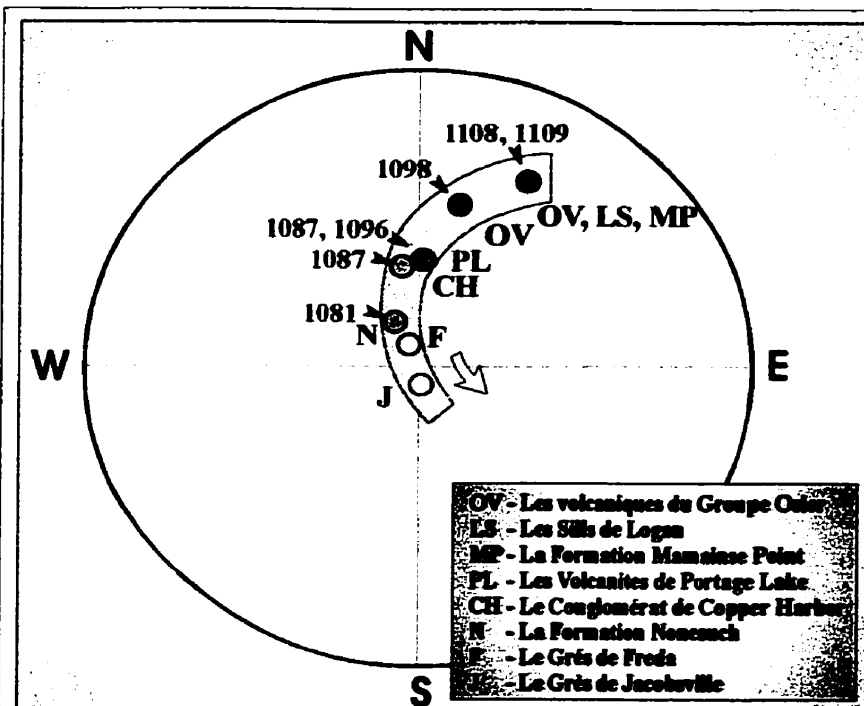 N
1108, 1109
1098
OV, LS, MP
OV
1087, 1096
1087
PL
CH
1081
N
F
W
E
J
OV - Les volcaniques du Groupe Osler
LS - Les Sills de Logan
MP - La Formation Mamainse Point
PL - Les Volcanites de Portage Lake
CH - Le Conglomérat de Copper Harbor
N - La Formation Nonesuch
F - Le Grés de Freda
J - Le Grès de Jacobsville
S